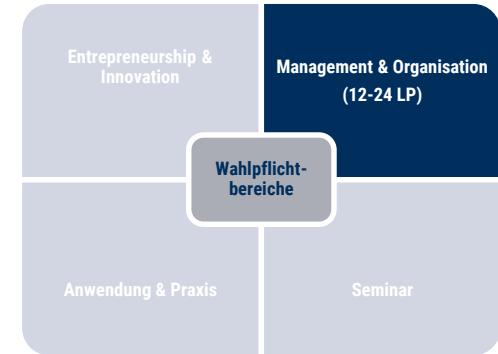 Entrepreneurship &
Innovation
Management & Organisation
(12-24 LP)
Wahlpflicht-
bereiche
Anwendung & Praxis
Seminar